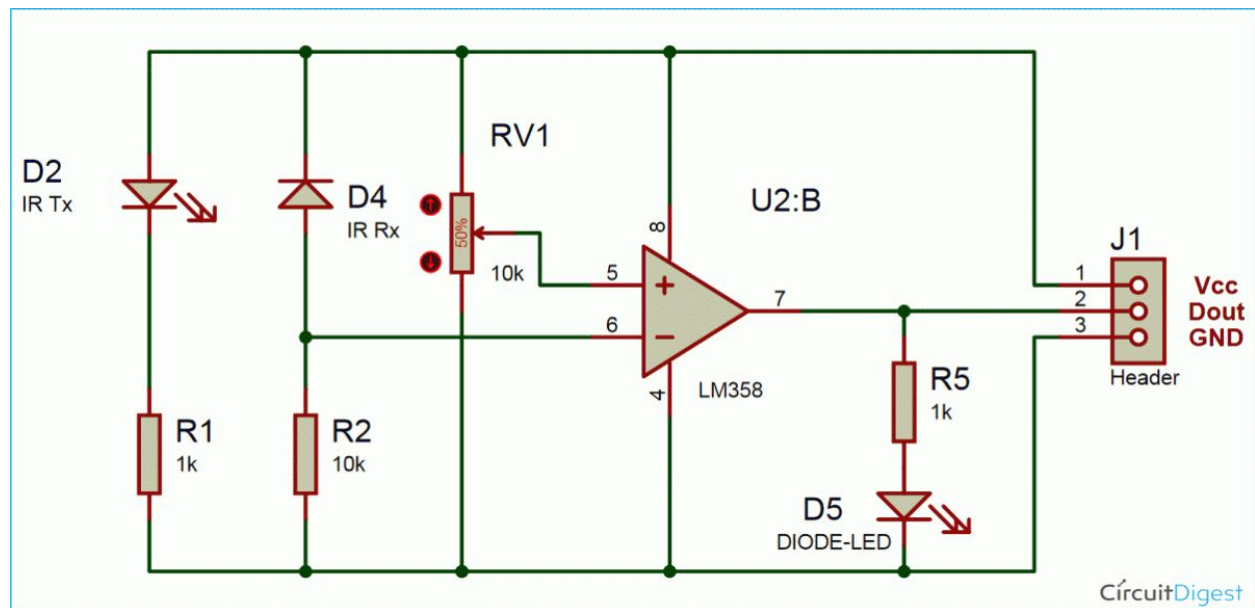 D2
IR Tx
R1
1k
D4
IR Rx
R2
10k
RV1
50%
10k
U2:B
8
5
6
7
4
LM358
R5
1k
D5
DIODE-LED
J1
1
2
3
Vcc
Dout
GND
Header
CircuitDigest